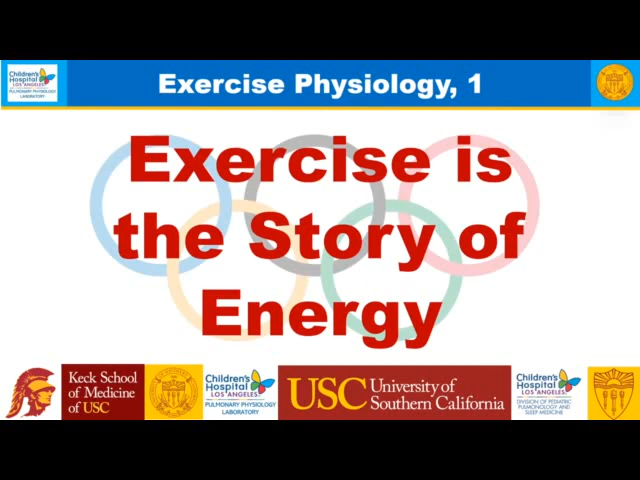 Children's
Hospital
LOS ANGELES
PULMONARY PHYSIOLOGY
LABORATORY
Exercise Physiology, 1
Exercise is
the Story of
Energy
Keck School
of Medicine
of USC
Children's
Hospital
LOS ANGELES
PULMONARY PHYSIOLOGY
LABORATORY
USC University of
Southern California
Children's
Hospital
LOS ANGELES
DIVISION OF PEDIATRIC
PULMONOLOGY AND
SLEEP MEDICINE